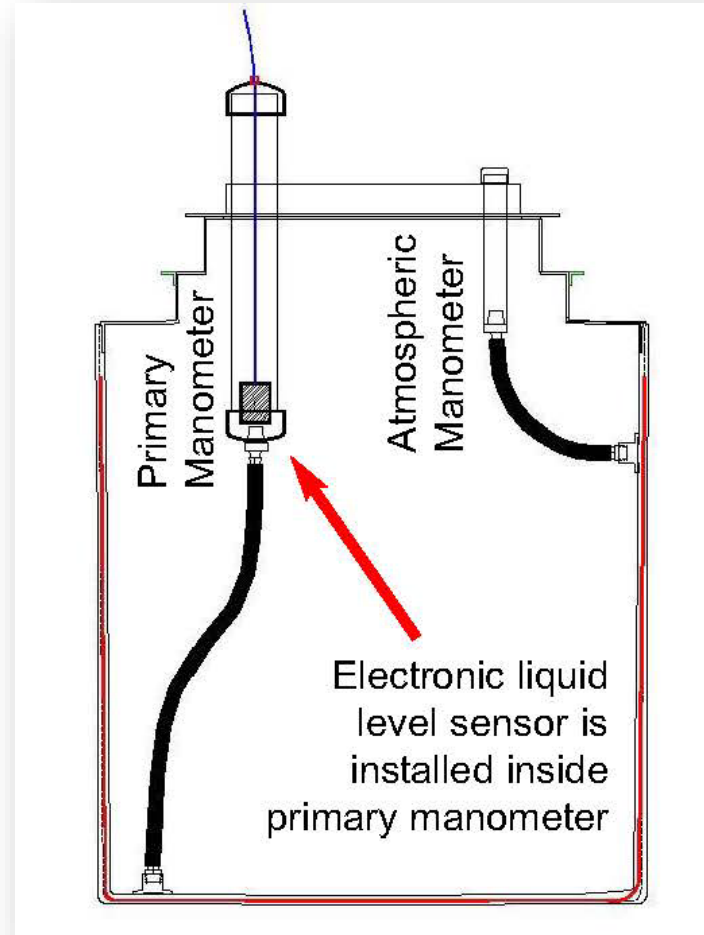 Primary
Manometer
Atmospheric
Manometer
Electronic liquid
level sensor is
installed inside
primary manometer